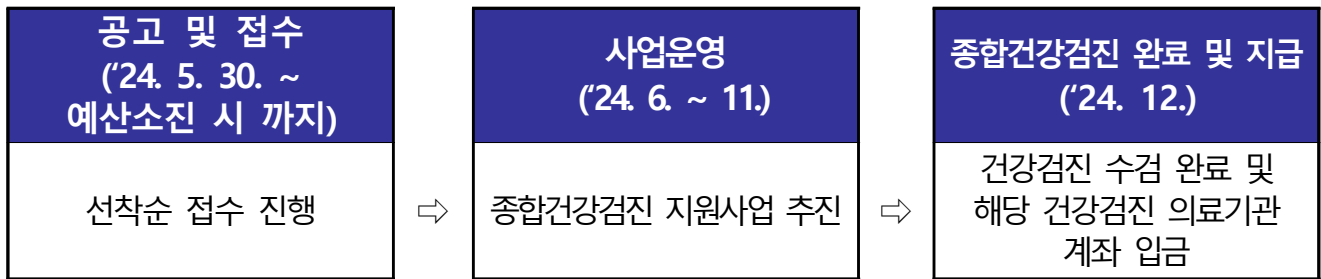 공고 및 접수
(‘24. 5. 30. ~
예산소진 시 까지)
선착순 접수 진행
⇨
사업운영
(‘24. 6. ~ 11.)
종합건강검진 지원사업 추진
⇨
종합건강검진 완료 및 지급
(‘24. 12.)
건강검진 수검 완료 및
해당 건강검진 의료기관
계좌 입금